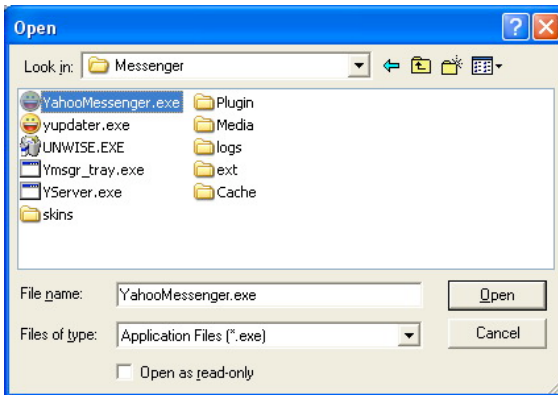 Open
Look in: Messenger
YahooMessenger.exe
yupdater.exe
UNWISE.EXE
Ymsgr_tray.exe
YServer.exe
skins
Plugin
Media
logs
ext
Cache
File name: YahooMessenger.exe Open
Files of type: Application Files (*.exe) Cancel
Open as read-only